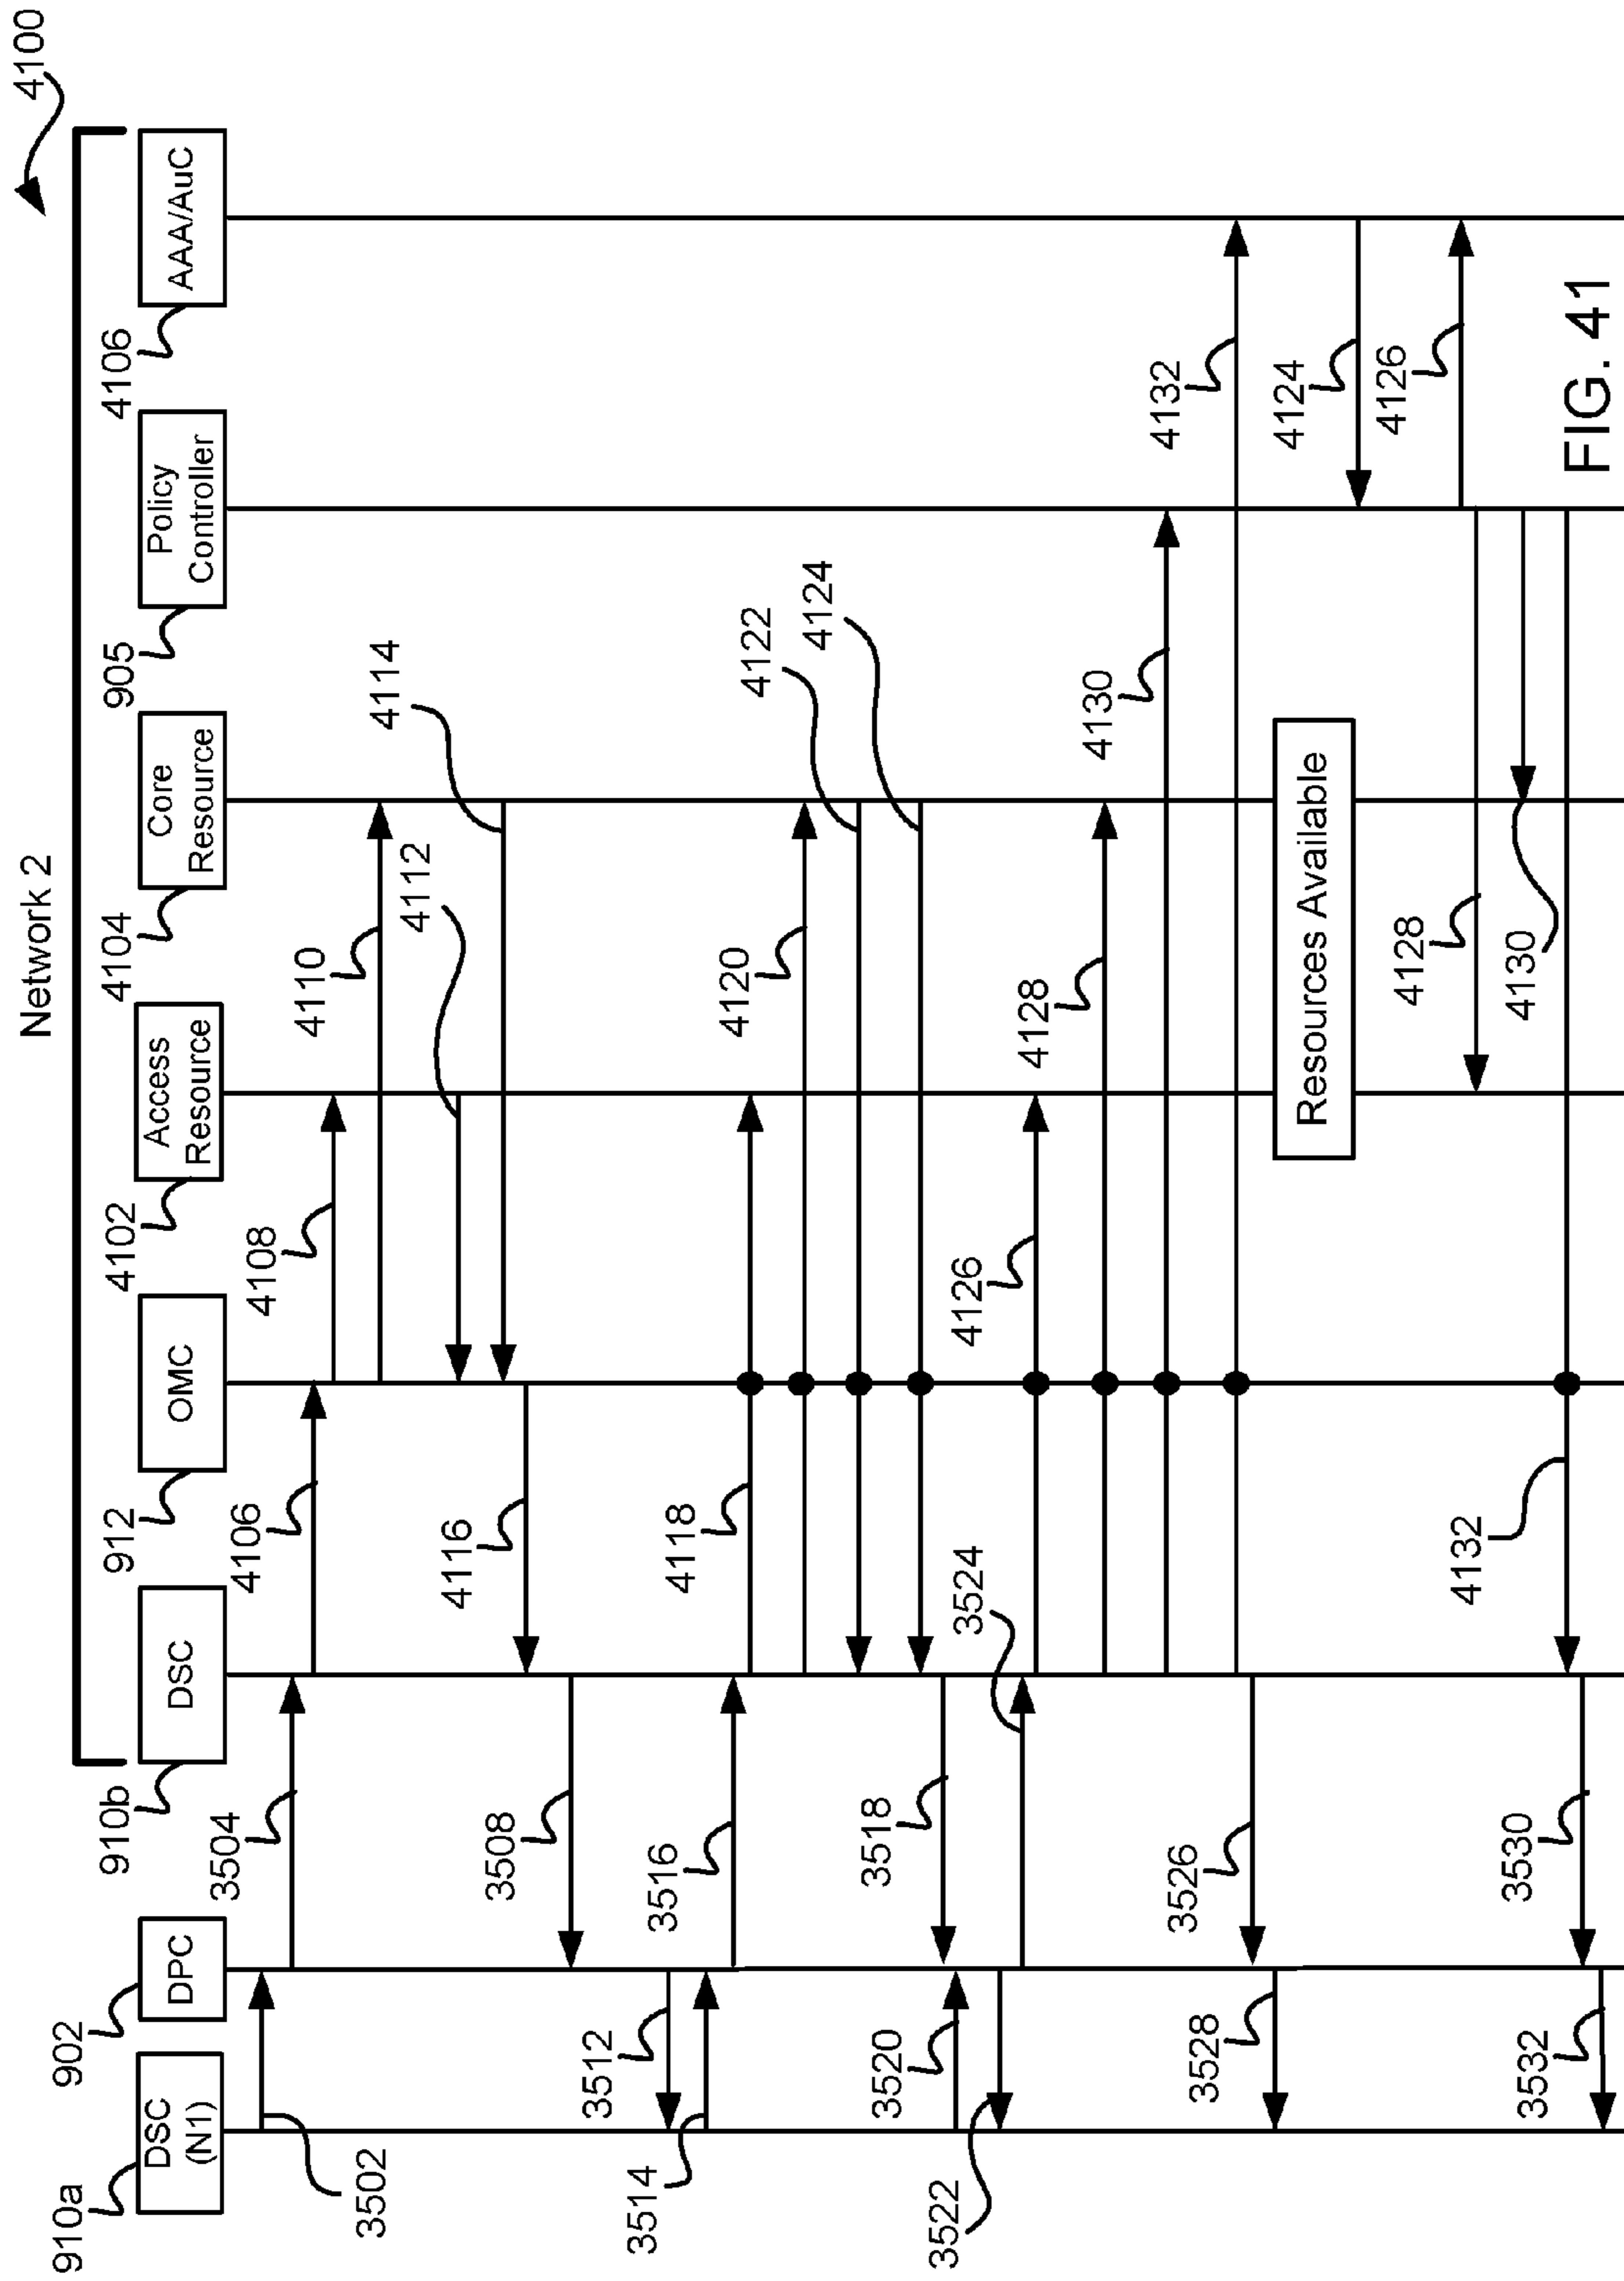 4100
Network 2
910a
902
910b
912
4102
4104
905
4106
DSC
(N1)
DPC
DSC
OMC
Access
Resource
Core
Resource
Policy
Controller
AAA/AuC
3502
3504
4106
4108
4110
4112
4114
4116
3508
3512
3514
3516
4118
4120
4122
4124
3518
3520
3522
3524
4126
4128
4130
4132
3526
3528
Resources Available
4124
4126
4128
4130
4132
3530
3532
FIG. 41